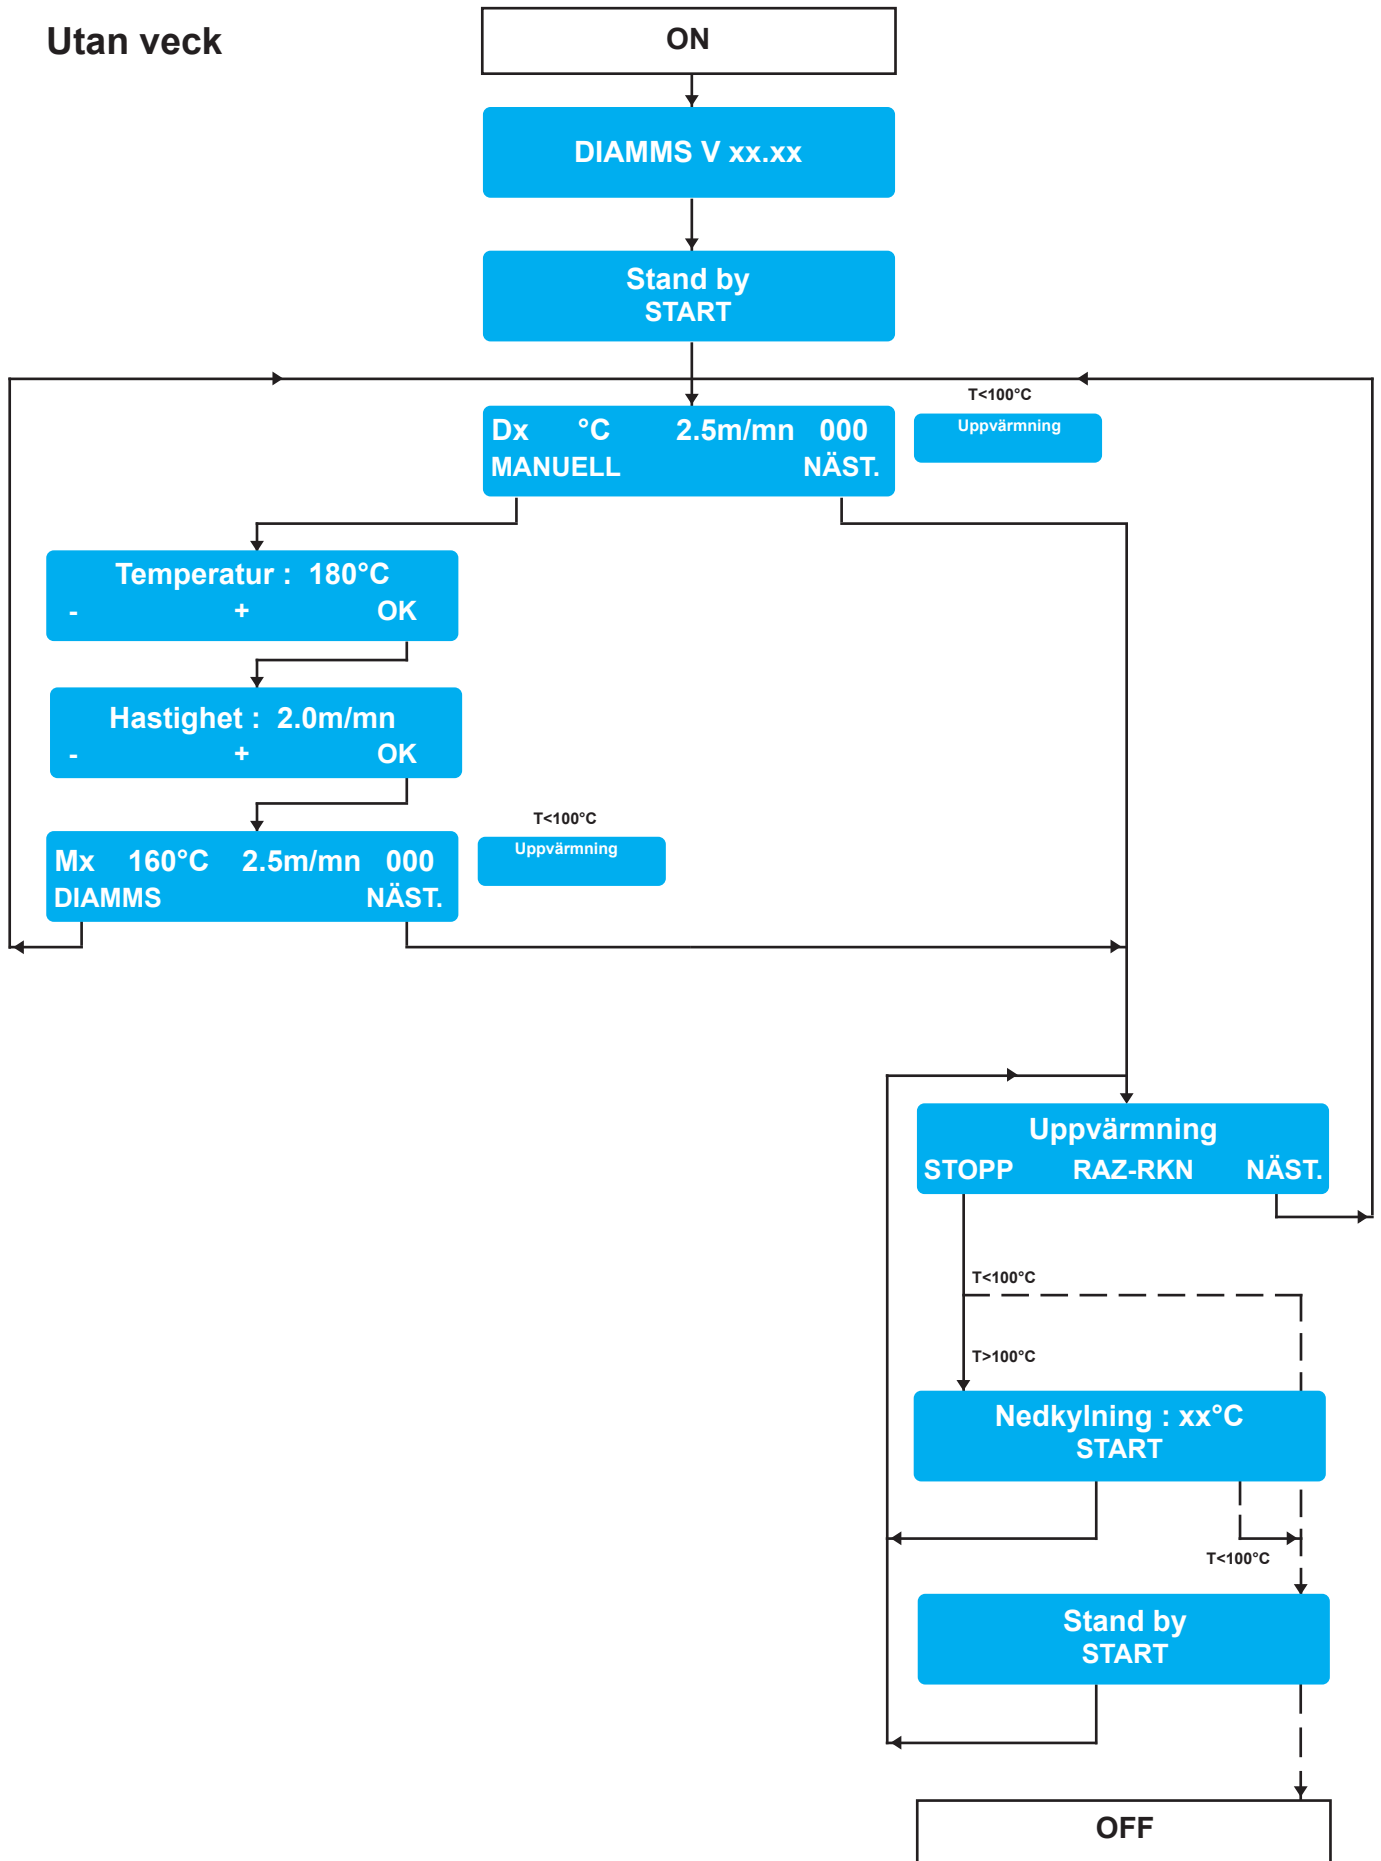 Utan veck
ON
DIAMMS V xx.xx
Stand by
START
T<100°C
Dx °C 2.5m/mn 000
MANUELL NÄST.
Uppvärmning
Temperatur : 180°C
- + OK
Hastighet : 2.0m/mn
- + OK
T<100°C
Mx 160°C 2.5m/mn 000
DIAMMS NÄST.
Uppvärmning
Uppvärmning
STOPP RAZ-RKN NÄST.
T<100°C
T>100°C
Nedkylning : xx°C
START
T<100°C
Stand by
START
OFF